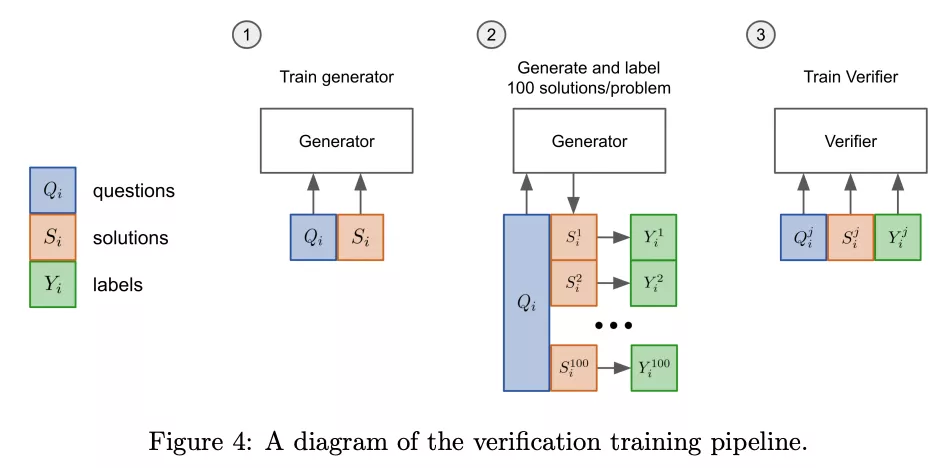 1
Train generator
Generator
Q_i S_i
2
Generate and label
100 solutions/problem
Generator
Q_i
S_i^1 Y_i^1
S_i^2 Y_i^2
•••
S_i^{100} Y_i^{100}
3
Train Verifier
Verifier
Q_i^j S_i^j Y_i^j
Q_i questions
S_i solutions
Y_i labels
Figure 4: A diagram of the verification training pipeline.